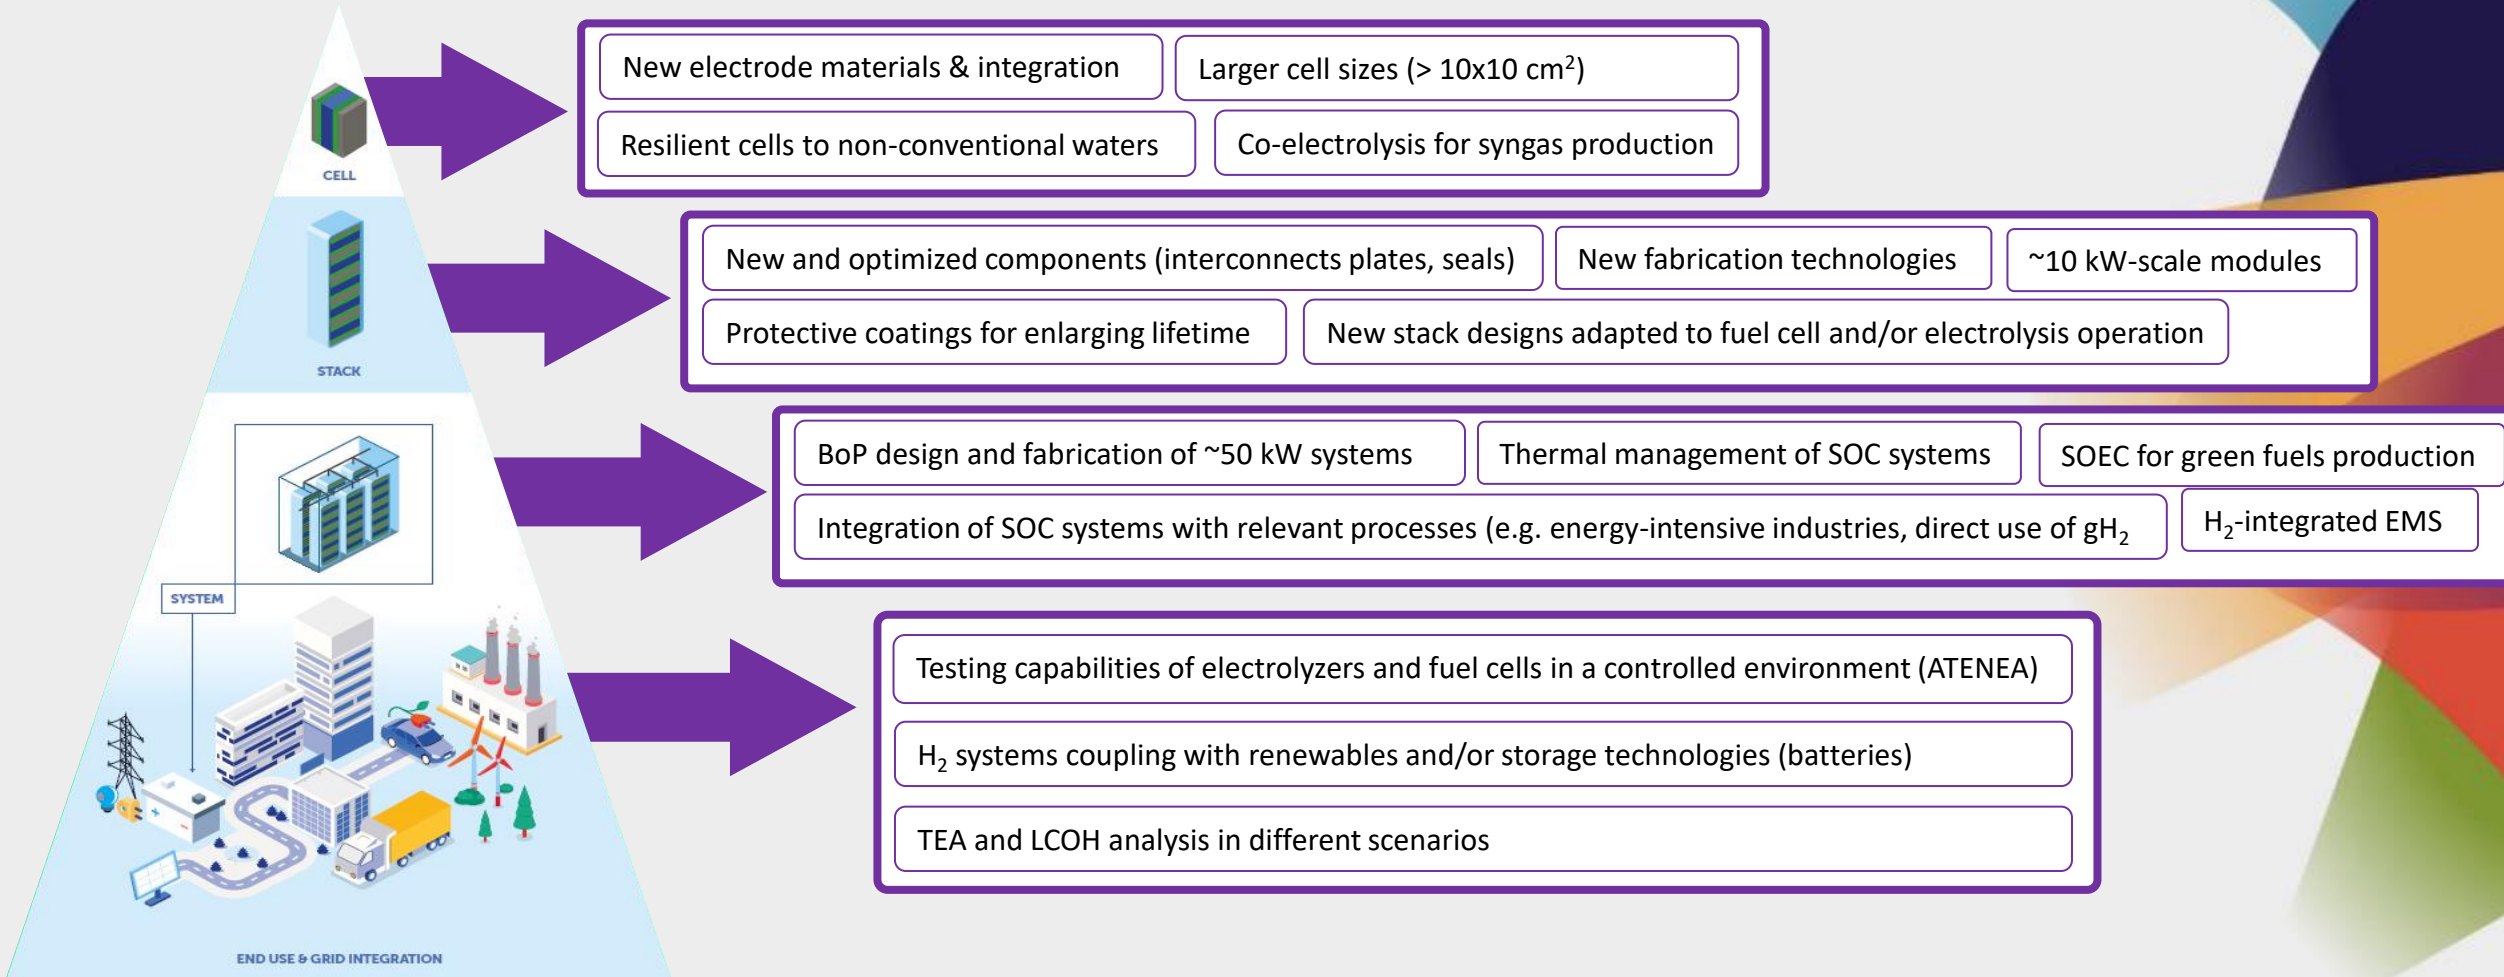 New electrode materials & integration
Larger cell sizes (> 10x10 cm²)
Resilient cells to non-conventional waters
Co-electrolysis for syngas production
CELL
New and optimized components (interconnects plates, seals)
New fabrication technologies
~10 kW-scale modules
Protective coatings for enlarging lifetime
New stack designs adapted to fuel cell and/or electrolysis operation
STACK
BoP design and fabrication of ~50 kW systems
Thermal management of SOC systems
SOEC for green fuels production
Integration of SOC systems with relevant processes (e.g. energy-intensive industries, direct use of gH₂
H₂-integrated EMS
SYSTEM
Testing capabilities of electrolyzers and fuel cells in a controlled environment (ATENEA)
H₂ systems coupling with renewables and/or storage technologies (batteries)
TEA and LCOH analysis in different scenarios
END USE & GRID INTEGRATION